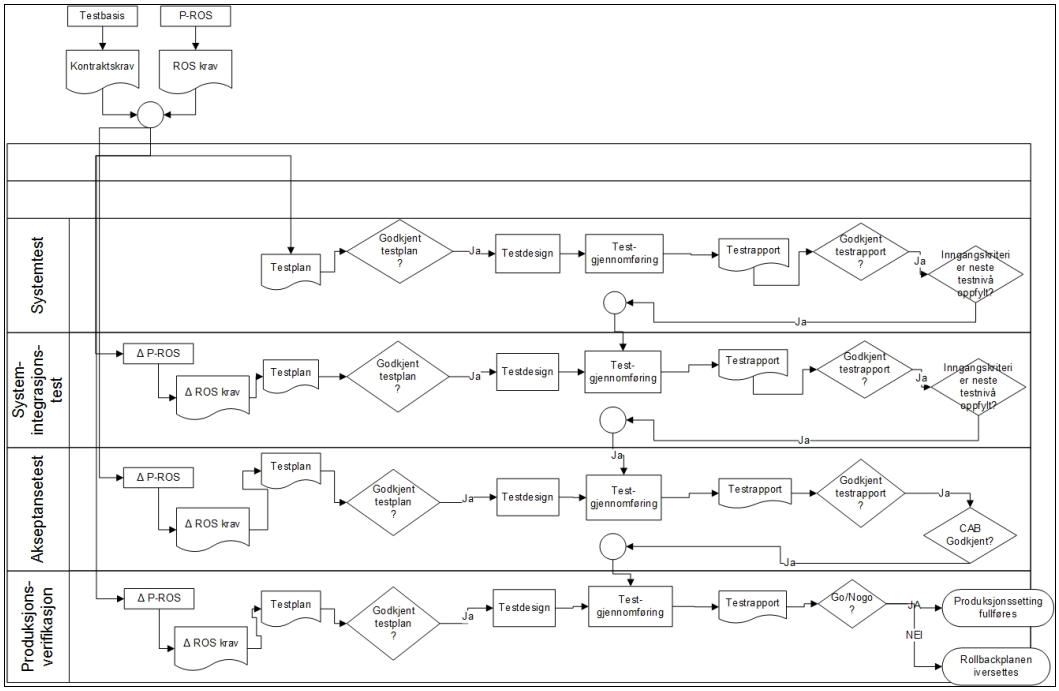 Testbasis
P-ROS
Kontraktskrav
ROS krav
Systemtest
Testplan
Godkjent
testplan
?
Ja
Testdesign
Test-
gjennomføring
Testrapport
Godkjent
testrapport
?
Ja
Inngangskriteri
er neste
testnivå
oppfylt?
Ja
System-
integrasjons-
test
Δ P-ROS
Δ ROS krav
Testplan
Godkjent
testplan
?
Ja
Testdesign
Test-
gjennomføring
Testrapport
Godkjent
testrapport
?
Ja
Inngangskriteri
er neste
testnivå
oppfylt?
Ja
Akseptansetest
Δ P-ROS
Δ ROS krav
Testplan
Godkjent
testplan
?
Ja
Testdesign
Ja
Test-
gjennomføring
Testrapport
Godkjent
testrapport
?
Ja
CAB
Godkjent?
Ja
Produksjons-
verifikasjon
Δ P-ROS
Δ ROS krav
Testplan
Godkjent
testplan
?
Ja
Testdesign
Test-
gjennomføring
Testrapport
Go/Nogo
?
JA
Produksjonssetting
fullføres
NEI
Rollbackplanen
iversettes